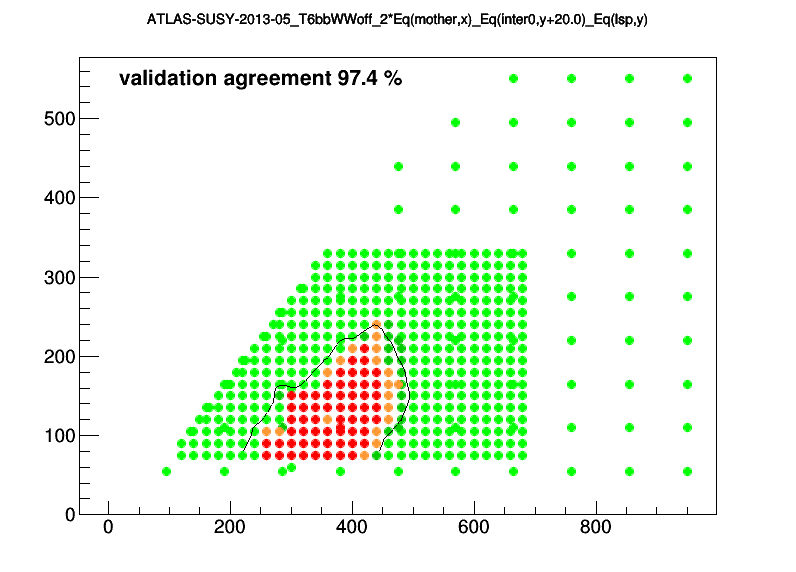 ATLAS-SUSY-2013-05_T6bbWWoff_2*Eq(mother,x)_Eq(inter0,y+20.0)_Eq(lsp,y)
validation agreement 97.4 %
500
400
300
200
100
0
0 200 400 600 800